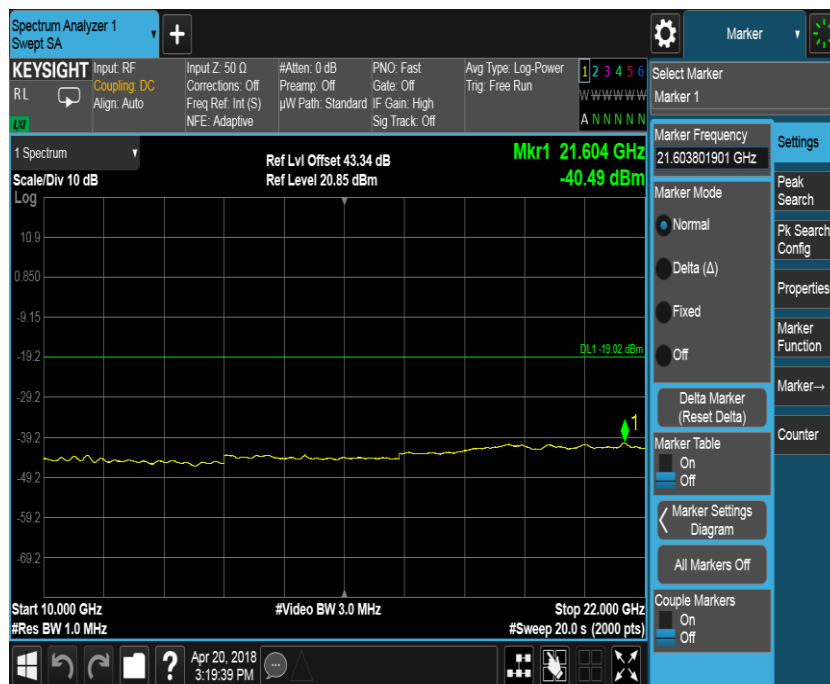 Spectrum Analyzer 1
Swept SA
+
Marker
KEYSIGHT
RL
LXI
Input: RF
Coupling: DC
Align: Auto
Input Z: 50 Ω
Corrections: Off
Freq Ref: Int (S)
NFE: Adaptive
#Atten: 0 dB
Preamp: Off
µW Path: Standard
PNO: Fast
Gate: Off
IF Gain: High
Sig Track: Off
Avg Type: Log-Power
Trig: Free Run
1 2 3 4 5 6
W W W W W W
A N N N N N
Select Marker
Marker 1
1 Spectrum
Scale/Div 10 dB
Log
Ref Lvl Offset 43.34 dB
Ref Level 20.85 dBm
Mkr1 21.604 GHz
-40.49 dBm
10.9
0.850
-9.15
-19.2
-29.2
-39.2
-49.2
-59.2
-69.2
DL1 -19.02 dBm
1
Start 10.000 GHz
#Res BW 1.0 MHz
#Video BW 3.0 MHz
Stop 22.000 GHz
#Sweep 20.0 s (2000 pts)
Marker Frequency
21.603801901 GHz
Marker Mode
Normal
Delta (Δ)
Fixed
Off
Delta Marker
(Reset Delta)
Marker Table
On
Off
Marker Settings
Diagram
All Markers Off
Couple Markers
On
Off
Settings
Peak
Search
Pk Search
Config
Properties
Marker
Function
Marker→
Counter
?
Apr 20, 2018
3:19:39 PM